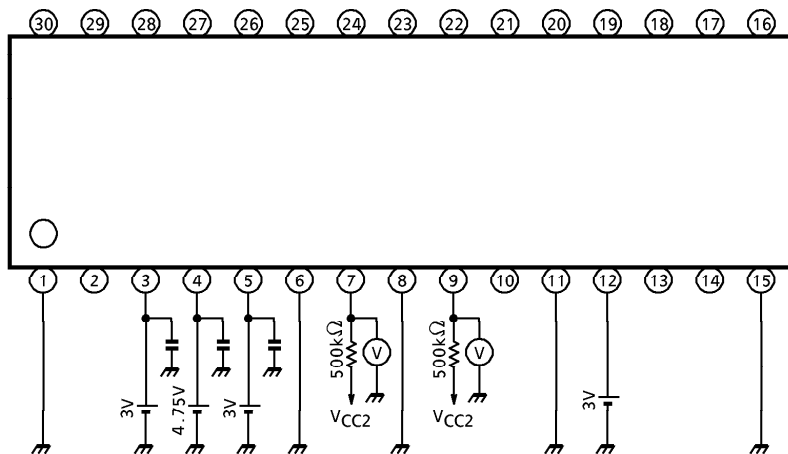 30 29 28 27 26 25 24 23 22 21 20 19 18 17 16
1 2 3 4 5 6 7 8 9 10 11 12 13 14 15
500kΩ V 500kΩ V
3V 4.75V 3V 3V
VCC2 VCC2